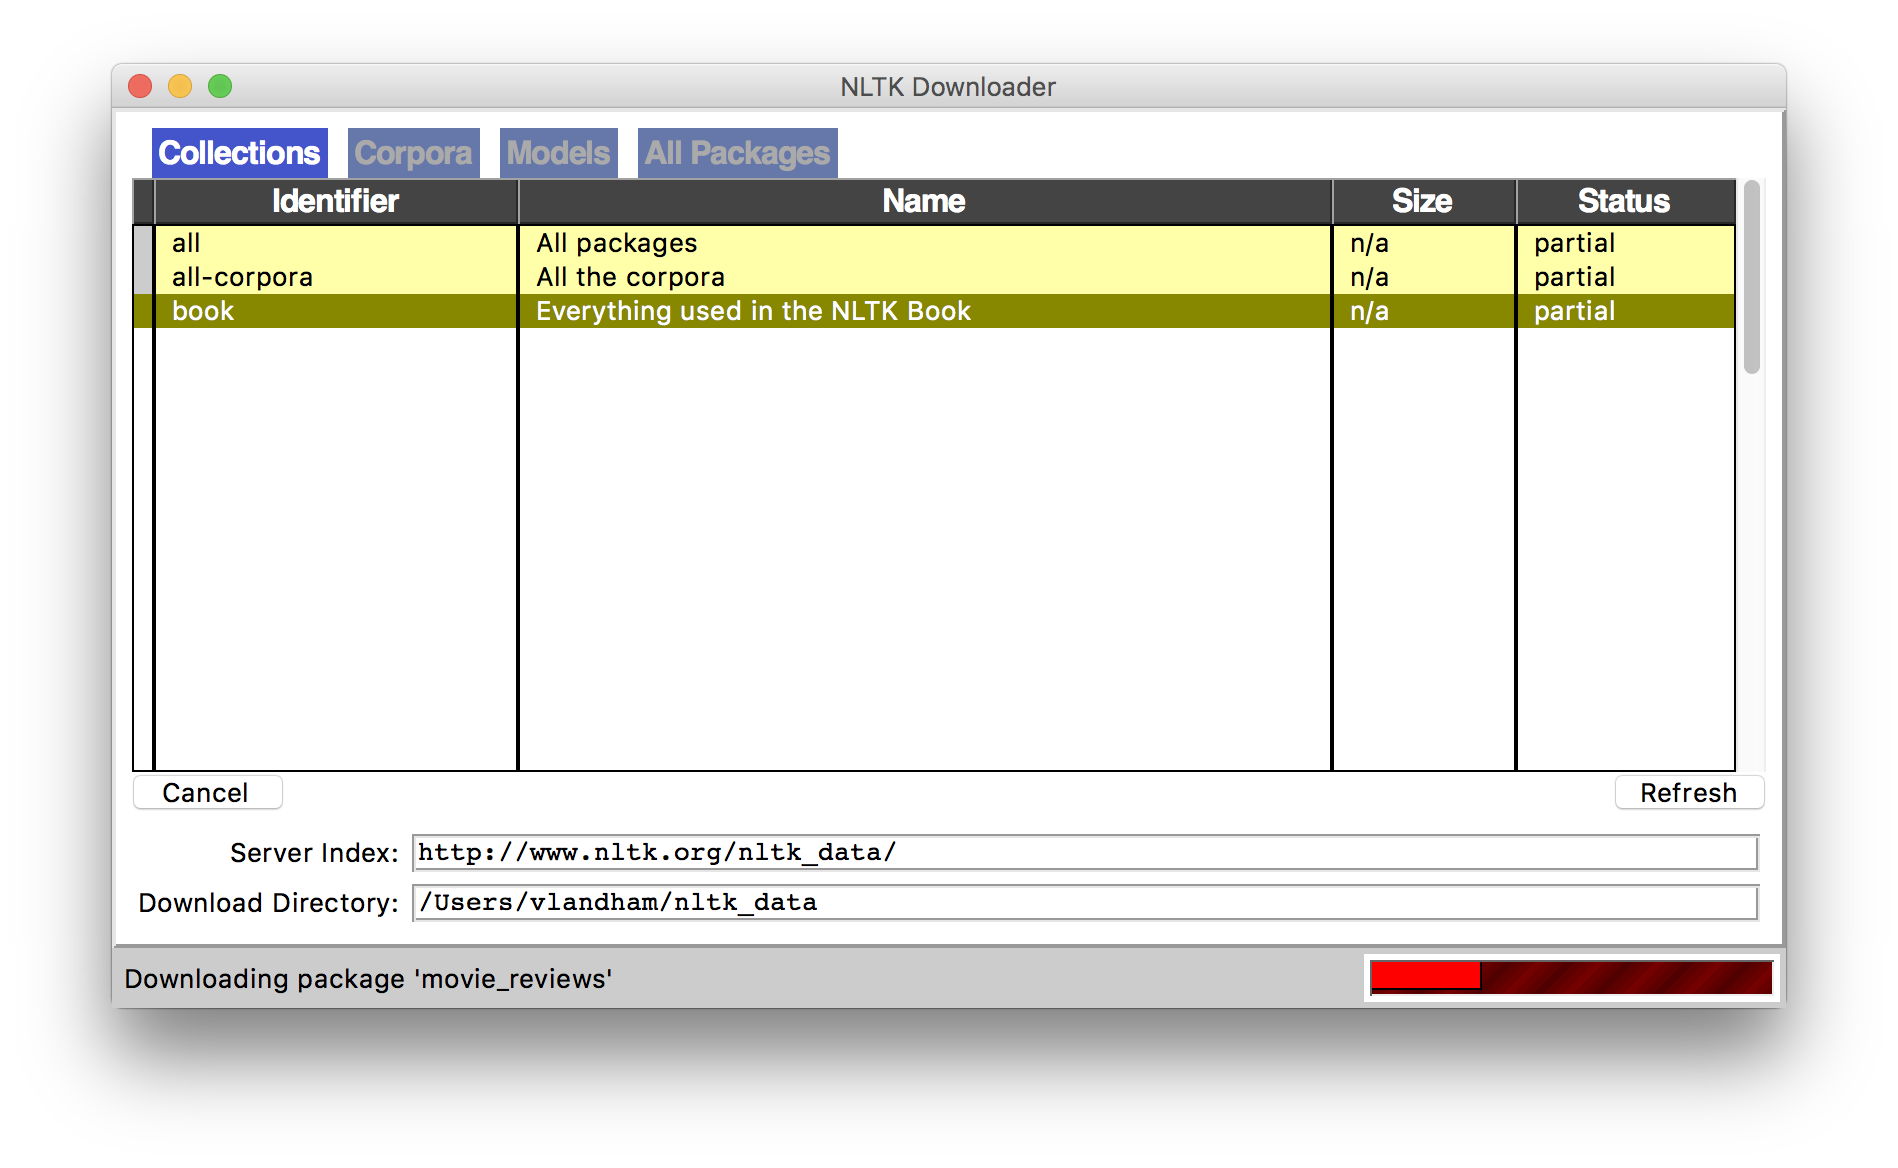 NLTK Downloader
Collections Corpora Models All Packages
Identifier Name Size Status
all All packages n/a partial
all-corpora All the corpora n/a partial
book Everything used in the NLTK Book n/a partial
Cancel Refresh
Server Index: http://www.nltk.org/nltk_data/
Download Directory: /Users/vlandham/nltk_data
Downloading package 'movie_reviews'